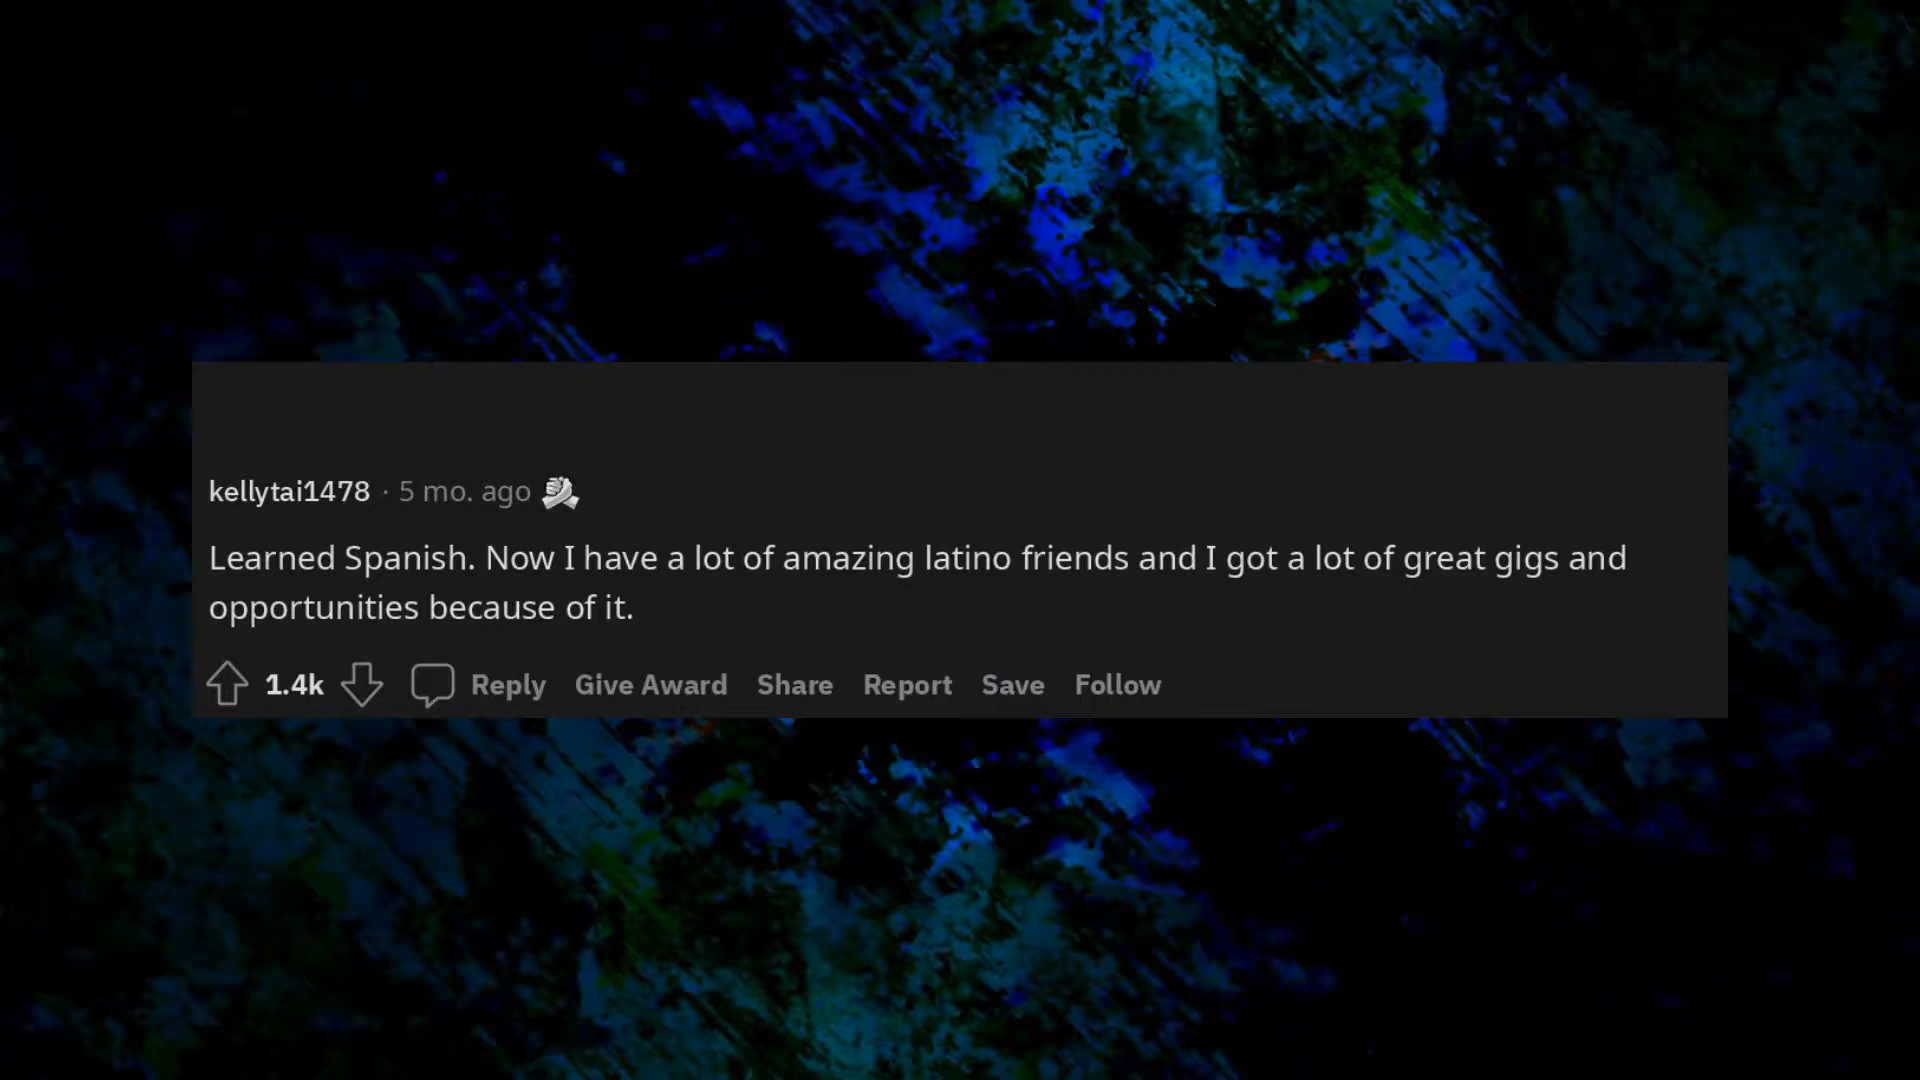 kellytai1478 · 5 mo. ago
Learned Spanish. Now I have a lot of amazing latino friends and I got a lot of great gigs and
opportunities because of it.
1.4k Reply Give Award Share Report Save Follow